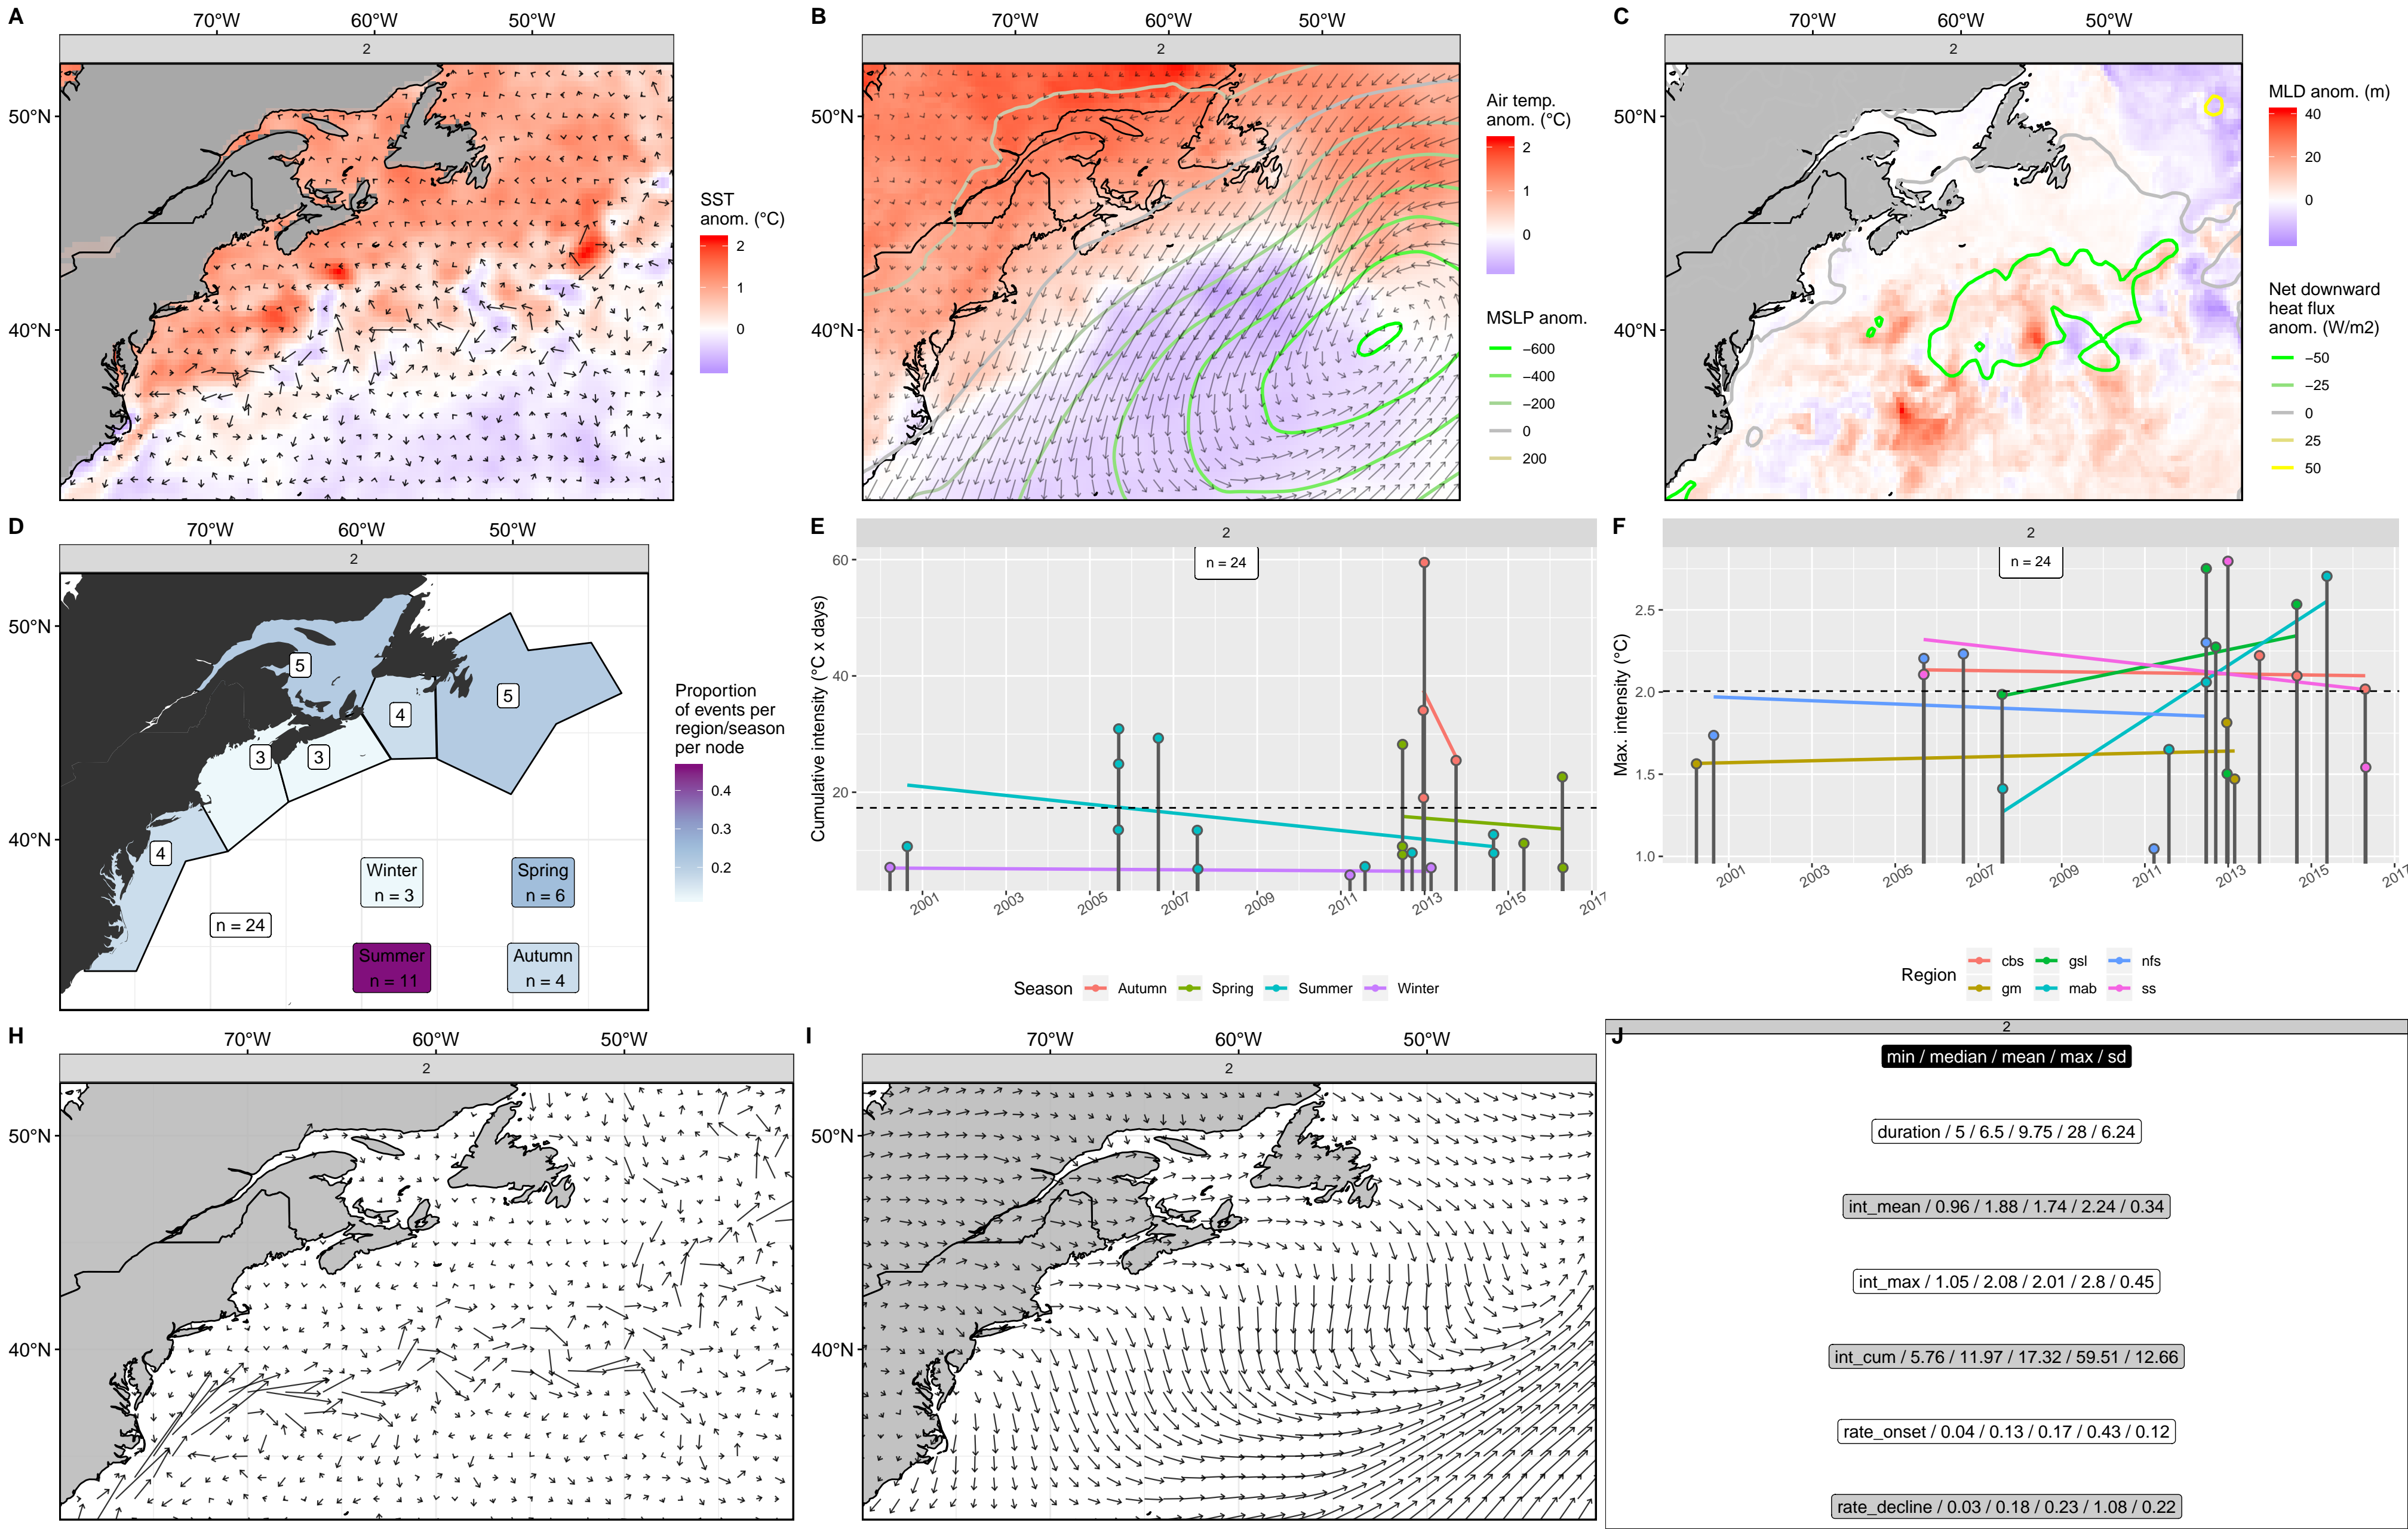 A
70°W 60°W 50°W
2
50°N
40°N
SST
anom. (°C)
2
1
0
B
70°W 60°W 50°W
2
50°N
40°N
Air temp.
anom. (°C)
2
1
0
MSLP anom.
−600
−400
−200
0
200
C
70°W 60°W 50°W
2
50°N
40°N
MLD anom. (m)
40
20
0
Net downward
heat flux
anom. (W/m2)
−50
−25
0
25
50
D
70°W 60°W 50°W
2
50°N
40°N
5
5
4
3
3
4
Winter
n = 3
Spring
n = 6
n = 24
Summer
n = 11
Autumn
n = 4
Proportion
of events per
region/season
per node
0.4
0.3
0.2
E
2
n = 24
Cumulative intensity (°C x days)
60
40
20
2001 2003 2005 2007 2009 2011 2013 2015 2017
Season Autumn Spring Summer Winter
F
2
n = 24
Max. intensity (°C)
2.5
2.0
1.5
1.0
2001 2003 2005 2007 2009 2011 2013 2015 2017
Region
cbs gsl nfs
gm mab ss
H
70°W 60°W 50°W
2
50°N
40°N
I
70°W 60°W 50°W
2
50°N
40°N
J
2
min / median / mean / max / sd
duration / 5 / 6.5 / 9.75 / 28 / 6.24
int_mean / 0.96 / 1.88 / 1.74 / 2.24 / 0.34
int_max / 1.05 / 2.08 / 2.01 / 2.8 / 0.45
int_cum / 5.76 / 11.97 / 17.32 / 59.51 / 12.66
rate_onset / 0.04 / 0.13 / 0.17 / 0.43 / 0.12
rate_decline / 0.03 / 0.18 / 0.23 / 1.08 / 0.22